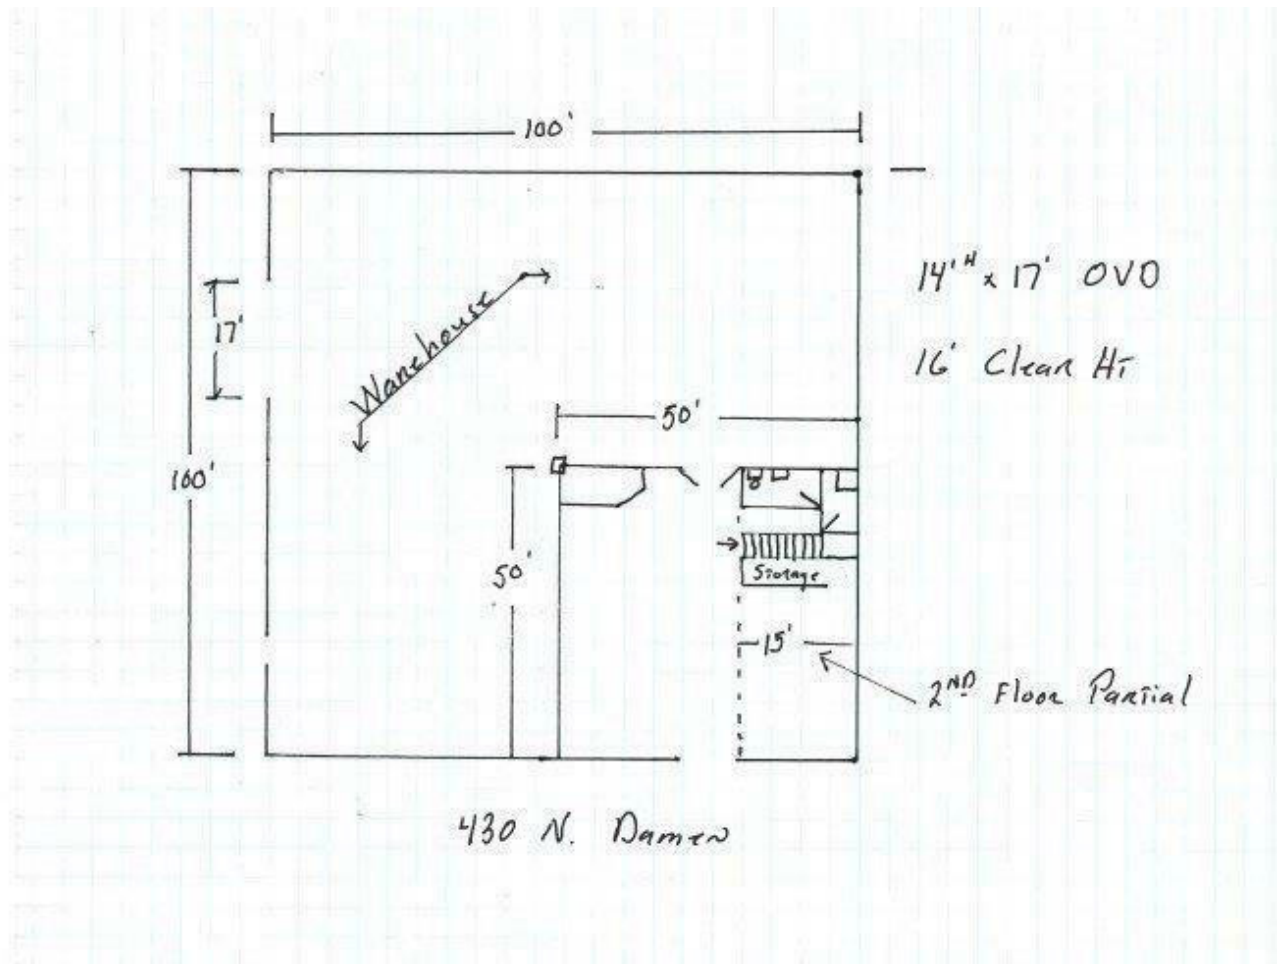 100'
14'H x 17' OVD
17'
Warehouse
16' Clear Ht
50'
100'
50'
Storage
15'
2ND Floor Partial
430 N. Damen